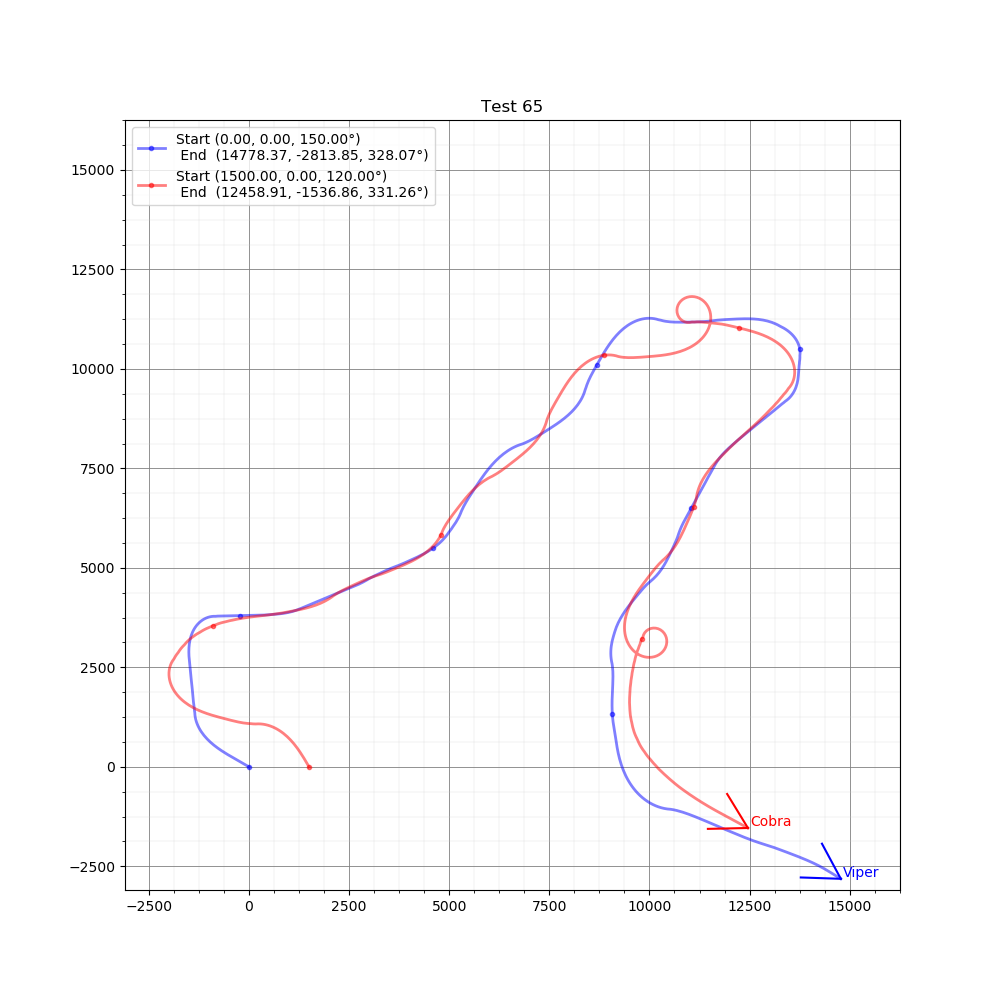 Test 65
Start (0.00, 0.00, 150.00°)
End (14778.37, -2813.85, 328.07°)
Start (1500.00, 0.00, 120.00°)
End (12458.91, -1536.86, 331.26°)
15000
12500
10000
7500
5000
2500
0
−2500
Cobra
Viper
−2500 0 2500 5000 7500 10000 12500 15000